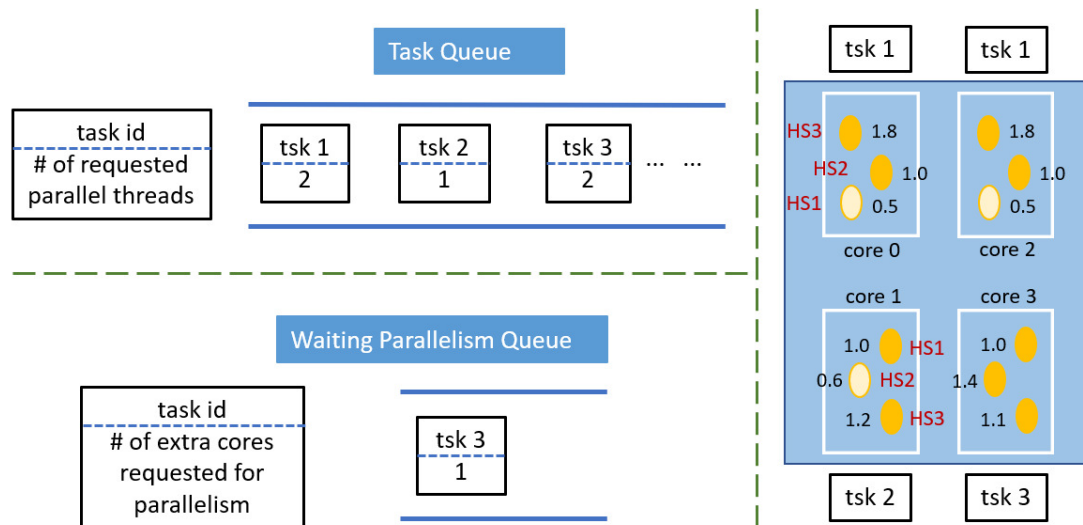 Task Queue
task id
# of requested
parallel threads
tsk 1
2
tsk 2
1
tsk 3
2
... ...
Waiting Parallelism Queue
task id
# of extra cores
requested for
parallelism
tsk 3
1
tsk 1
tsk 1
HS3
1.8
1.8
HS2
1.0
1.0
HS1
0.5
0.5
core 0
core 2
core 1
core 3
1.0
HS1
1.0
0.6
HS2
1.4
1.2
HS3
1.1
tsk 2
tsk 3